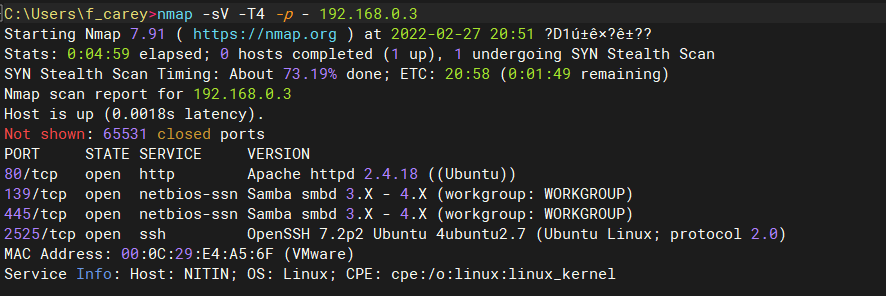 C:\Users\f_carey>nmap -sV -T4 -p - 192.168.0.3
Starting Nmap 7.91 ( https://nmap.org ) at 2022-02-27 20:51 ?D1ú±ê×?ê±??
Stats: 0:04:59 elapsed; 0 hosts completed (1 up), 1 undergoing SYN Stealth Scan
SYN Stealth Scan Timing: About 73.19% done; ETC: 20:58 (0:01:49 remaining)
Nmap scan report for 192.168.0.3
Host is up (0.0018s latency).
Not shown: 65531 closed ports
PORT     STATE SERVICE     VERSION
80/tcp   open  http        Apache httpd 2.4.18 ((Ubuntu))
139/tcp  open  netbios-ssn Samba smbd 3.X - 4.X (workgroup: WORKGROUP)
445/tcp  open  netbios-ssn Samba smbd 3.X - 4.X (workgroup: WORKGROUP)
2525/tcp open  ssh         OpenSSH 7.2p2 Ubuntu 4ubuntu2.7 (Ubuntu Linux; protocol 2.0)
MAC Address: 00:0C:29:E4:A5:6F (VMware)
Service Info: Host: NITIN; OS: Linux; CPE: cpe:/o:linux:linux_kernel